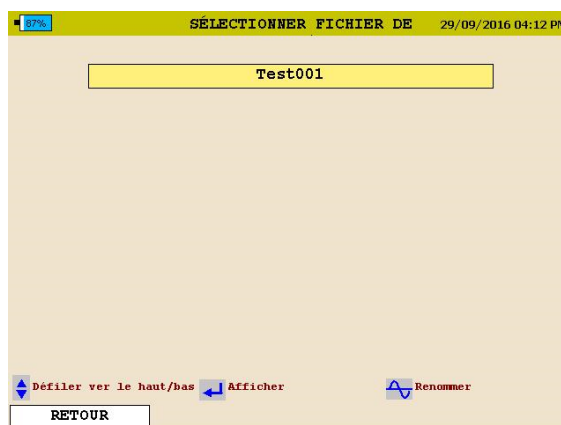 87% SÉLECTIONNER FICHIER DE 29/09/2016 04:12 PM
Test001
Défiler ver le haut/bas Afficher Renommer
RETOUR